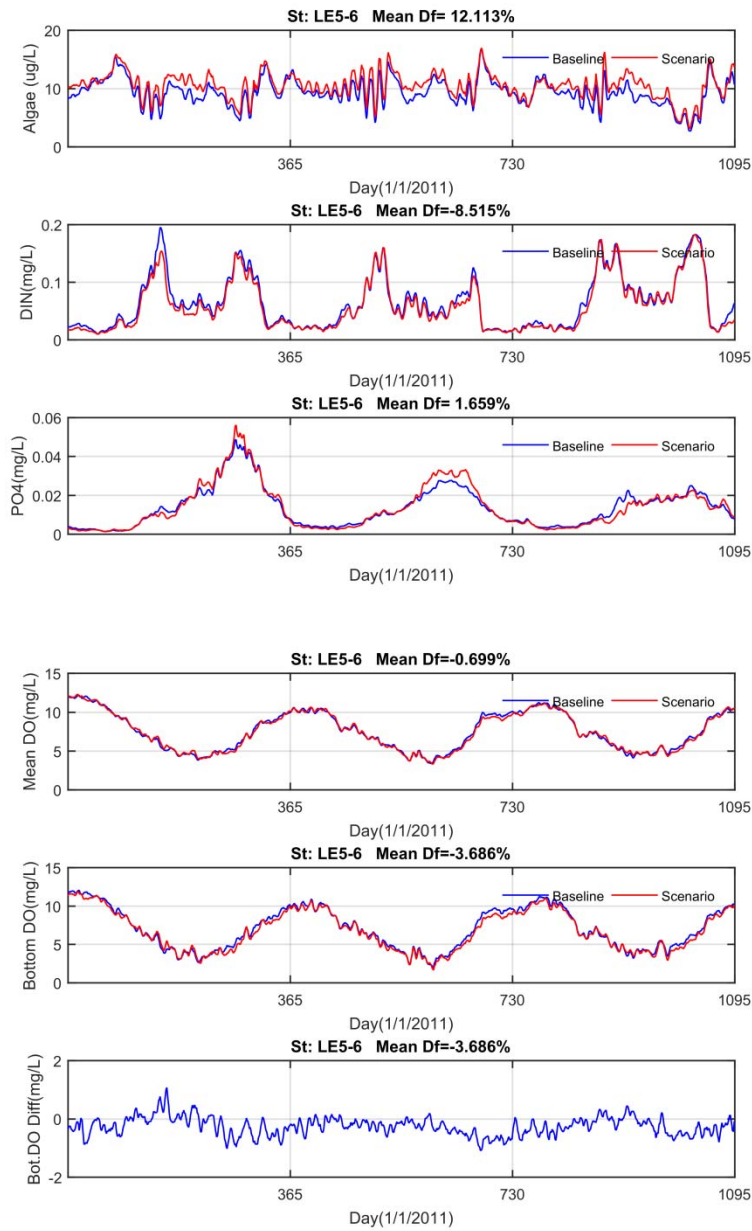 St: LE5-6 Mean Df= 12.113%
20
Baseline Scenario
10
Algae (ug/L)
0
365 730 1095
Day(1/1/2011)
St: LE5-6 Mean Df=-8.515%
0.2
Baseline Scenario
0.1
DIN(mg/L)
0
365 730 1095
Day(1/1/2011)
St: LE5-6 Mean Df= 1.659%
0.06
Baseline Scenario
0.04
PO4(mg/L)
0.02
0
365 730 1095
Day(1/1/2011)
St: LE5-6 Mean Df=-0.699%
15
Baseline Scenario
10
Mean DO(mg/L)
5
0
365 730 1095
Day(1/1/2011)
St: LE5-6 Mean Df=-3.686%
15
Baseline Scenario
10
Bottom DO(mg/L)
5
0
365 730 1095
Day(1/1/2011)
St: LE5-6 Mean Df=-3.686%
2
0
Bot.DO Diff(mg/L)
-2
365 730 1095
Day(1/1/2011)